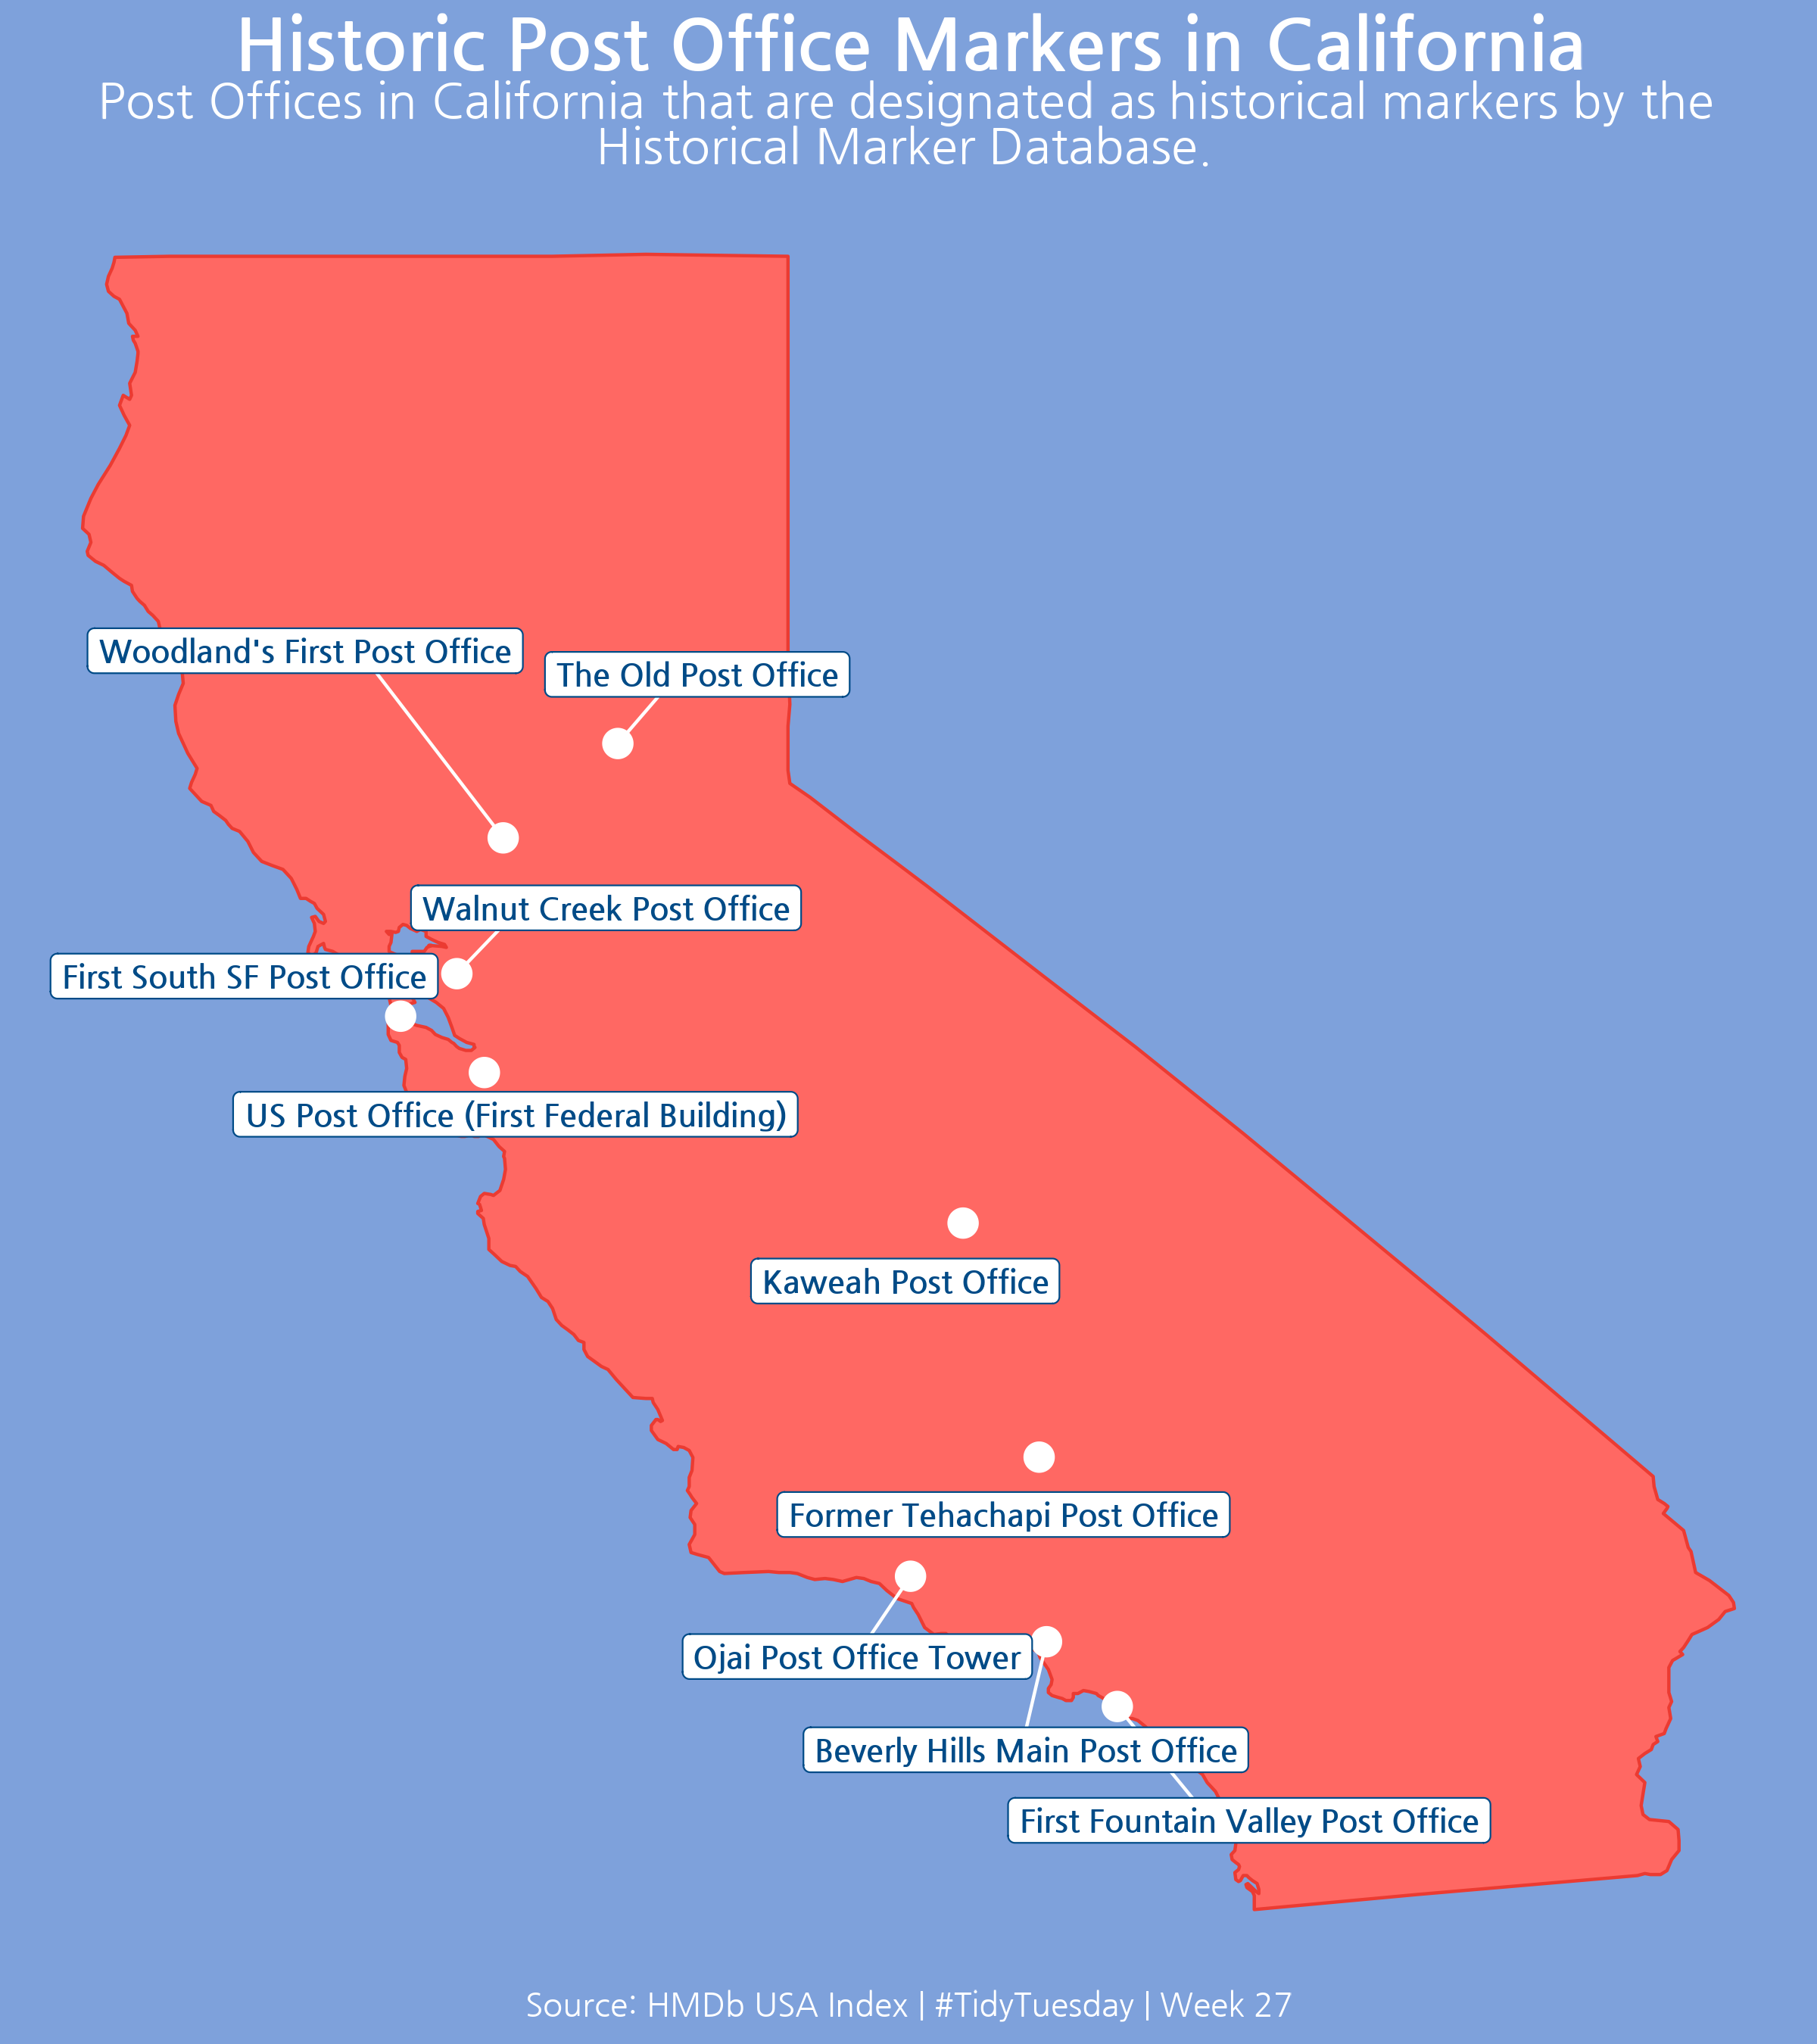 Historic Post Office Markers in California
Post Offices in California that are designated as historical markers by the
Historical Marker Database.
Woodland's First Post Office
The Old Post Office
Walnut Creek Post Office
First South SF Post Office
US Post Office (First Federal Building)
Kaweah Post Office
Former Tehachapi Post Office
Ojai Post Office Tower
Beverly Hills Main Post Office
First Fountain Valley Post Office
Source: HMDb USA Index | #TidyTuesday | Week 27